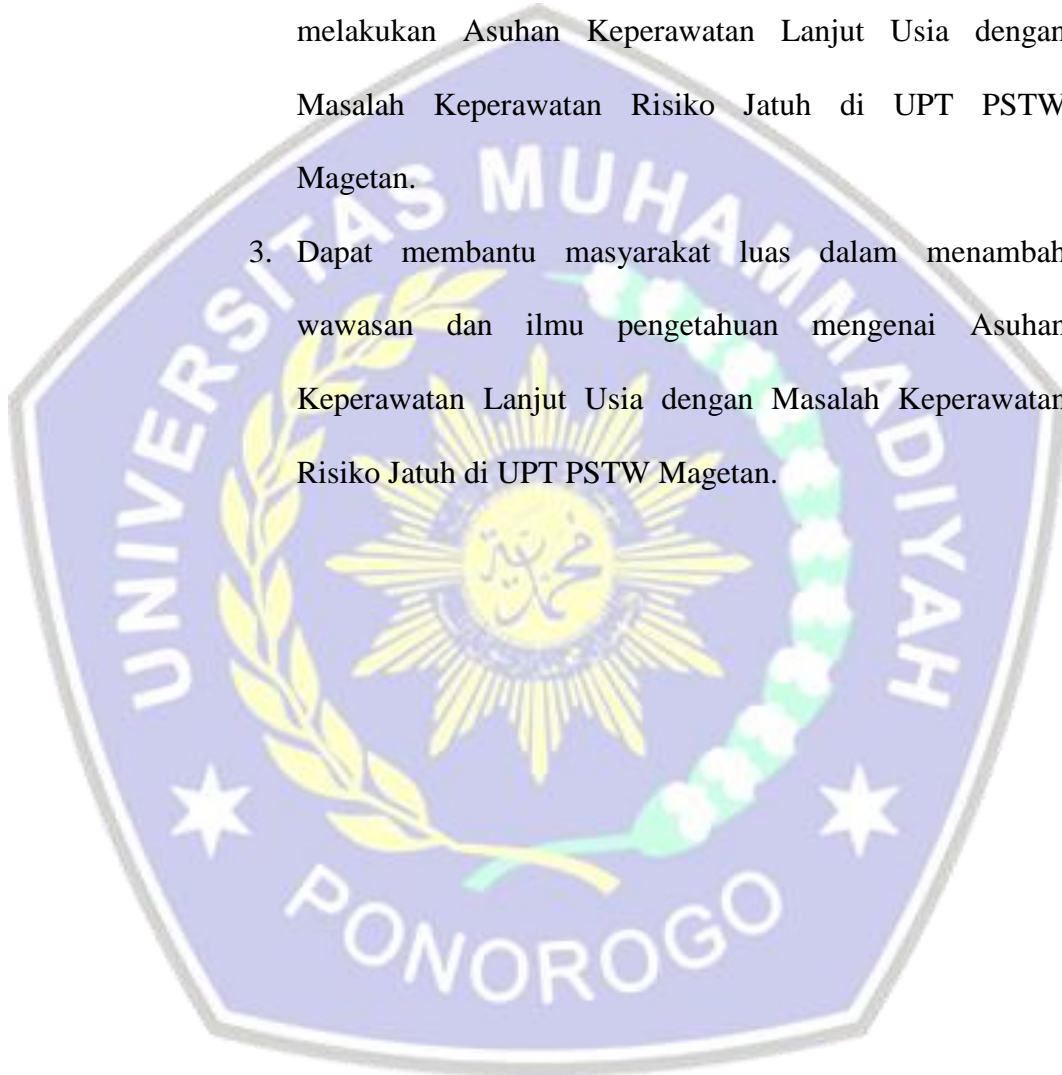 melakukan Asuhan Keperawatan Lanjut Usia dengan
Masalah Keperawatan Risiko Jatuh di UPT PSTW
Magetan.
3. Dapat membantu masyarakat luas dalam menambah
wawasan dan ilmu pengetahuan mengenai Asuhan
Keperawatan Lanjut Usia dengan Masalah Keperawatan
Risiko Jatuh di UPT PSTW Magetan.
UNIVERSITAS MUHAMMADIYAH
PONOROGO
محمدية